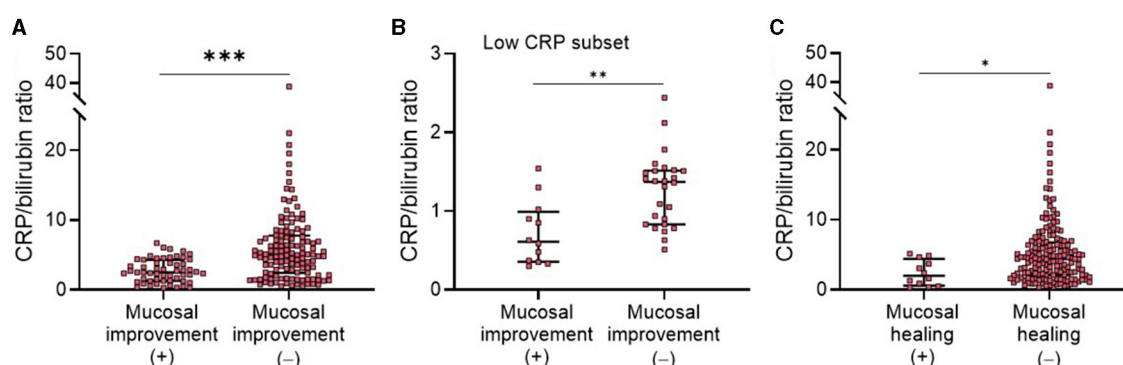 A
CRP/bilirubin ratio
50
40
20
10
0
***
Mucosal
improvement
(+)
Mucosal
improvement
(−)
B
Low CRP subset
CRP/bilirubin ratio
3
2
1
0
**
Mucosal
improvement
(+)
Mucosal
improvement
(−)
C
CRP/bilirubin ratio
50
40
20
10
0
*
Mucosal
healing
(+)
Mucosal
healing
(−)